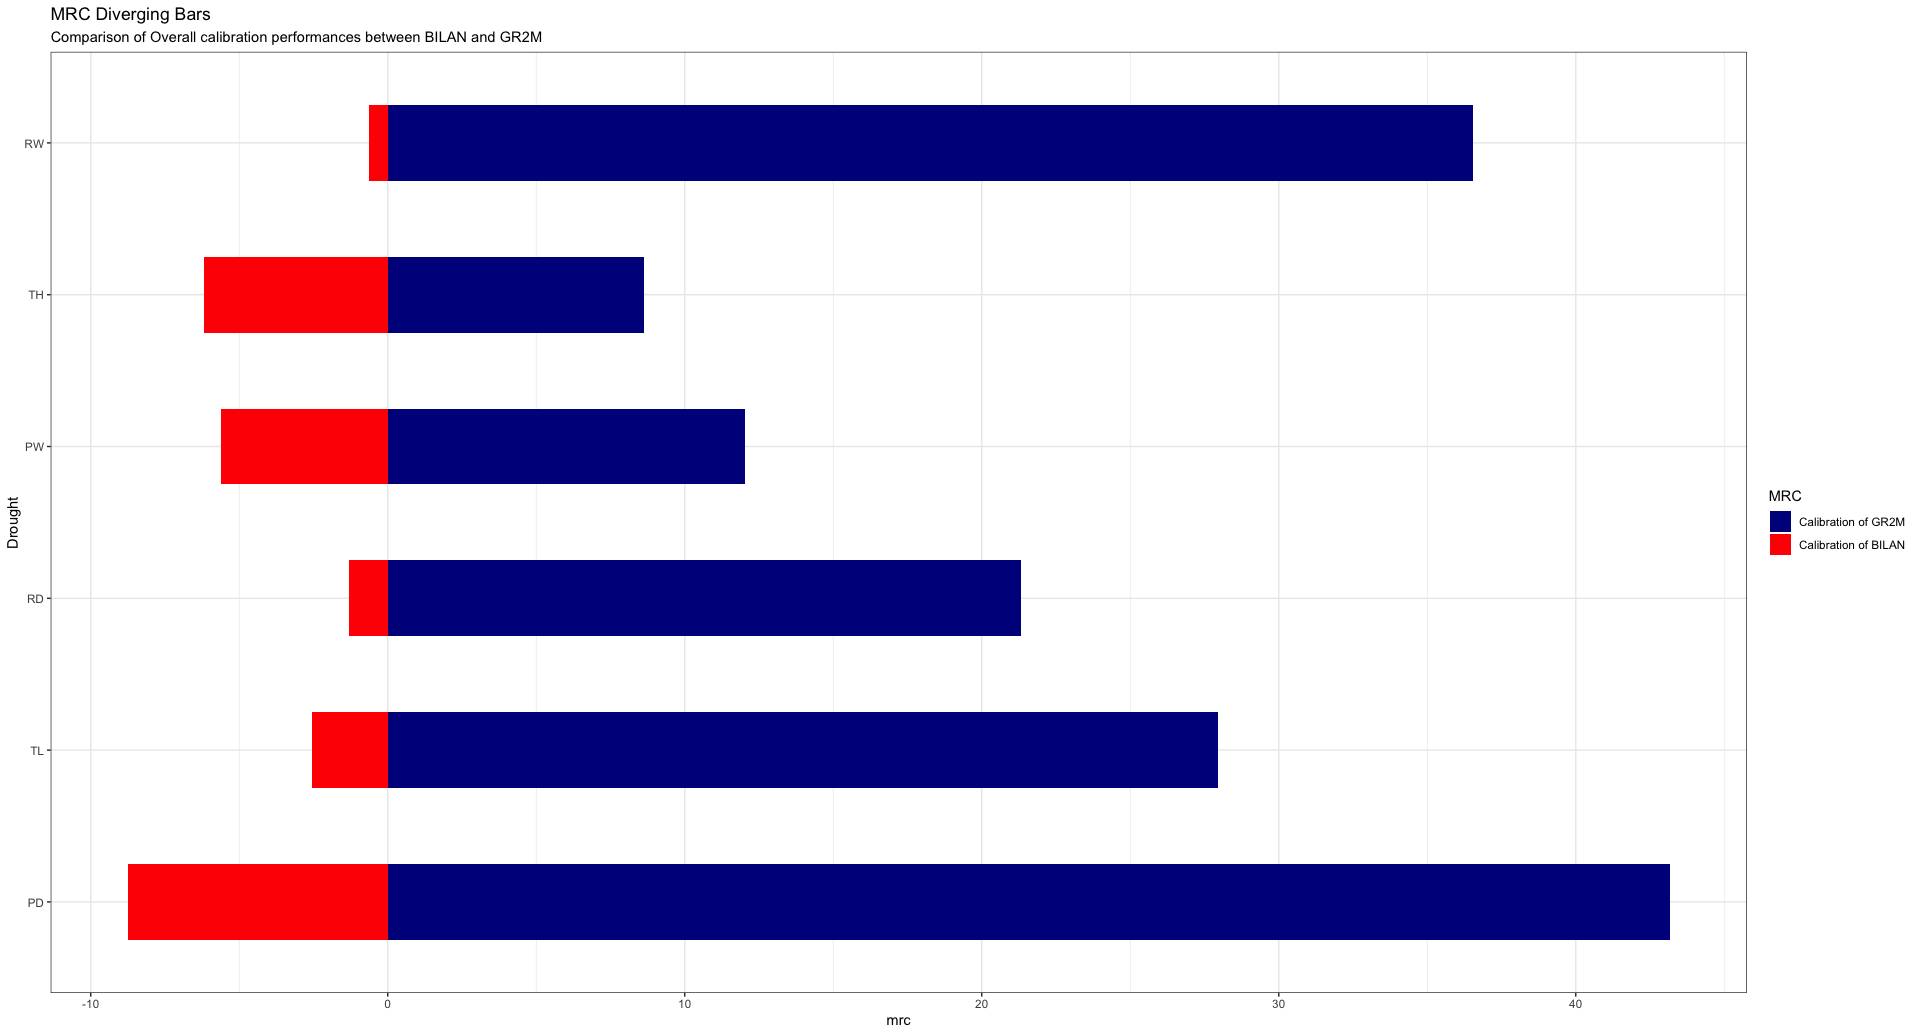 MRC Diverging Bars
Comparison of Overall calibration performances between BILAN and GR2M
RW
TH
PW
RD
TL
PD
Drought
-10
0
10
20
30
40
mrc
MRC
Calibration of GR2M
Calibration of BILAN